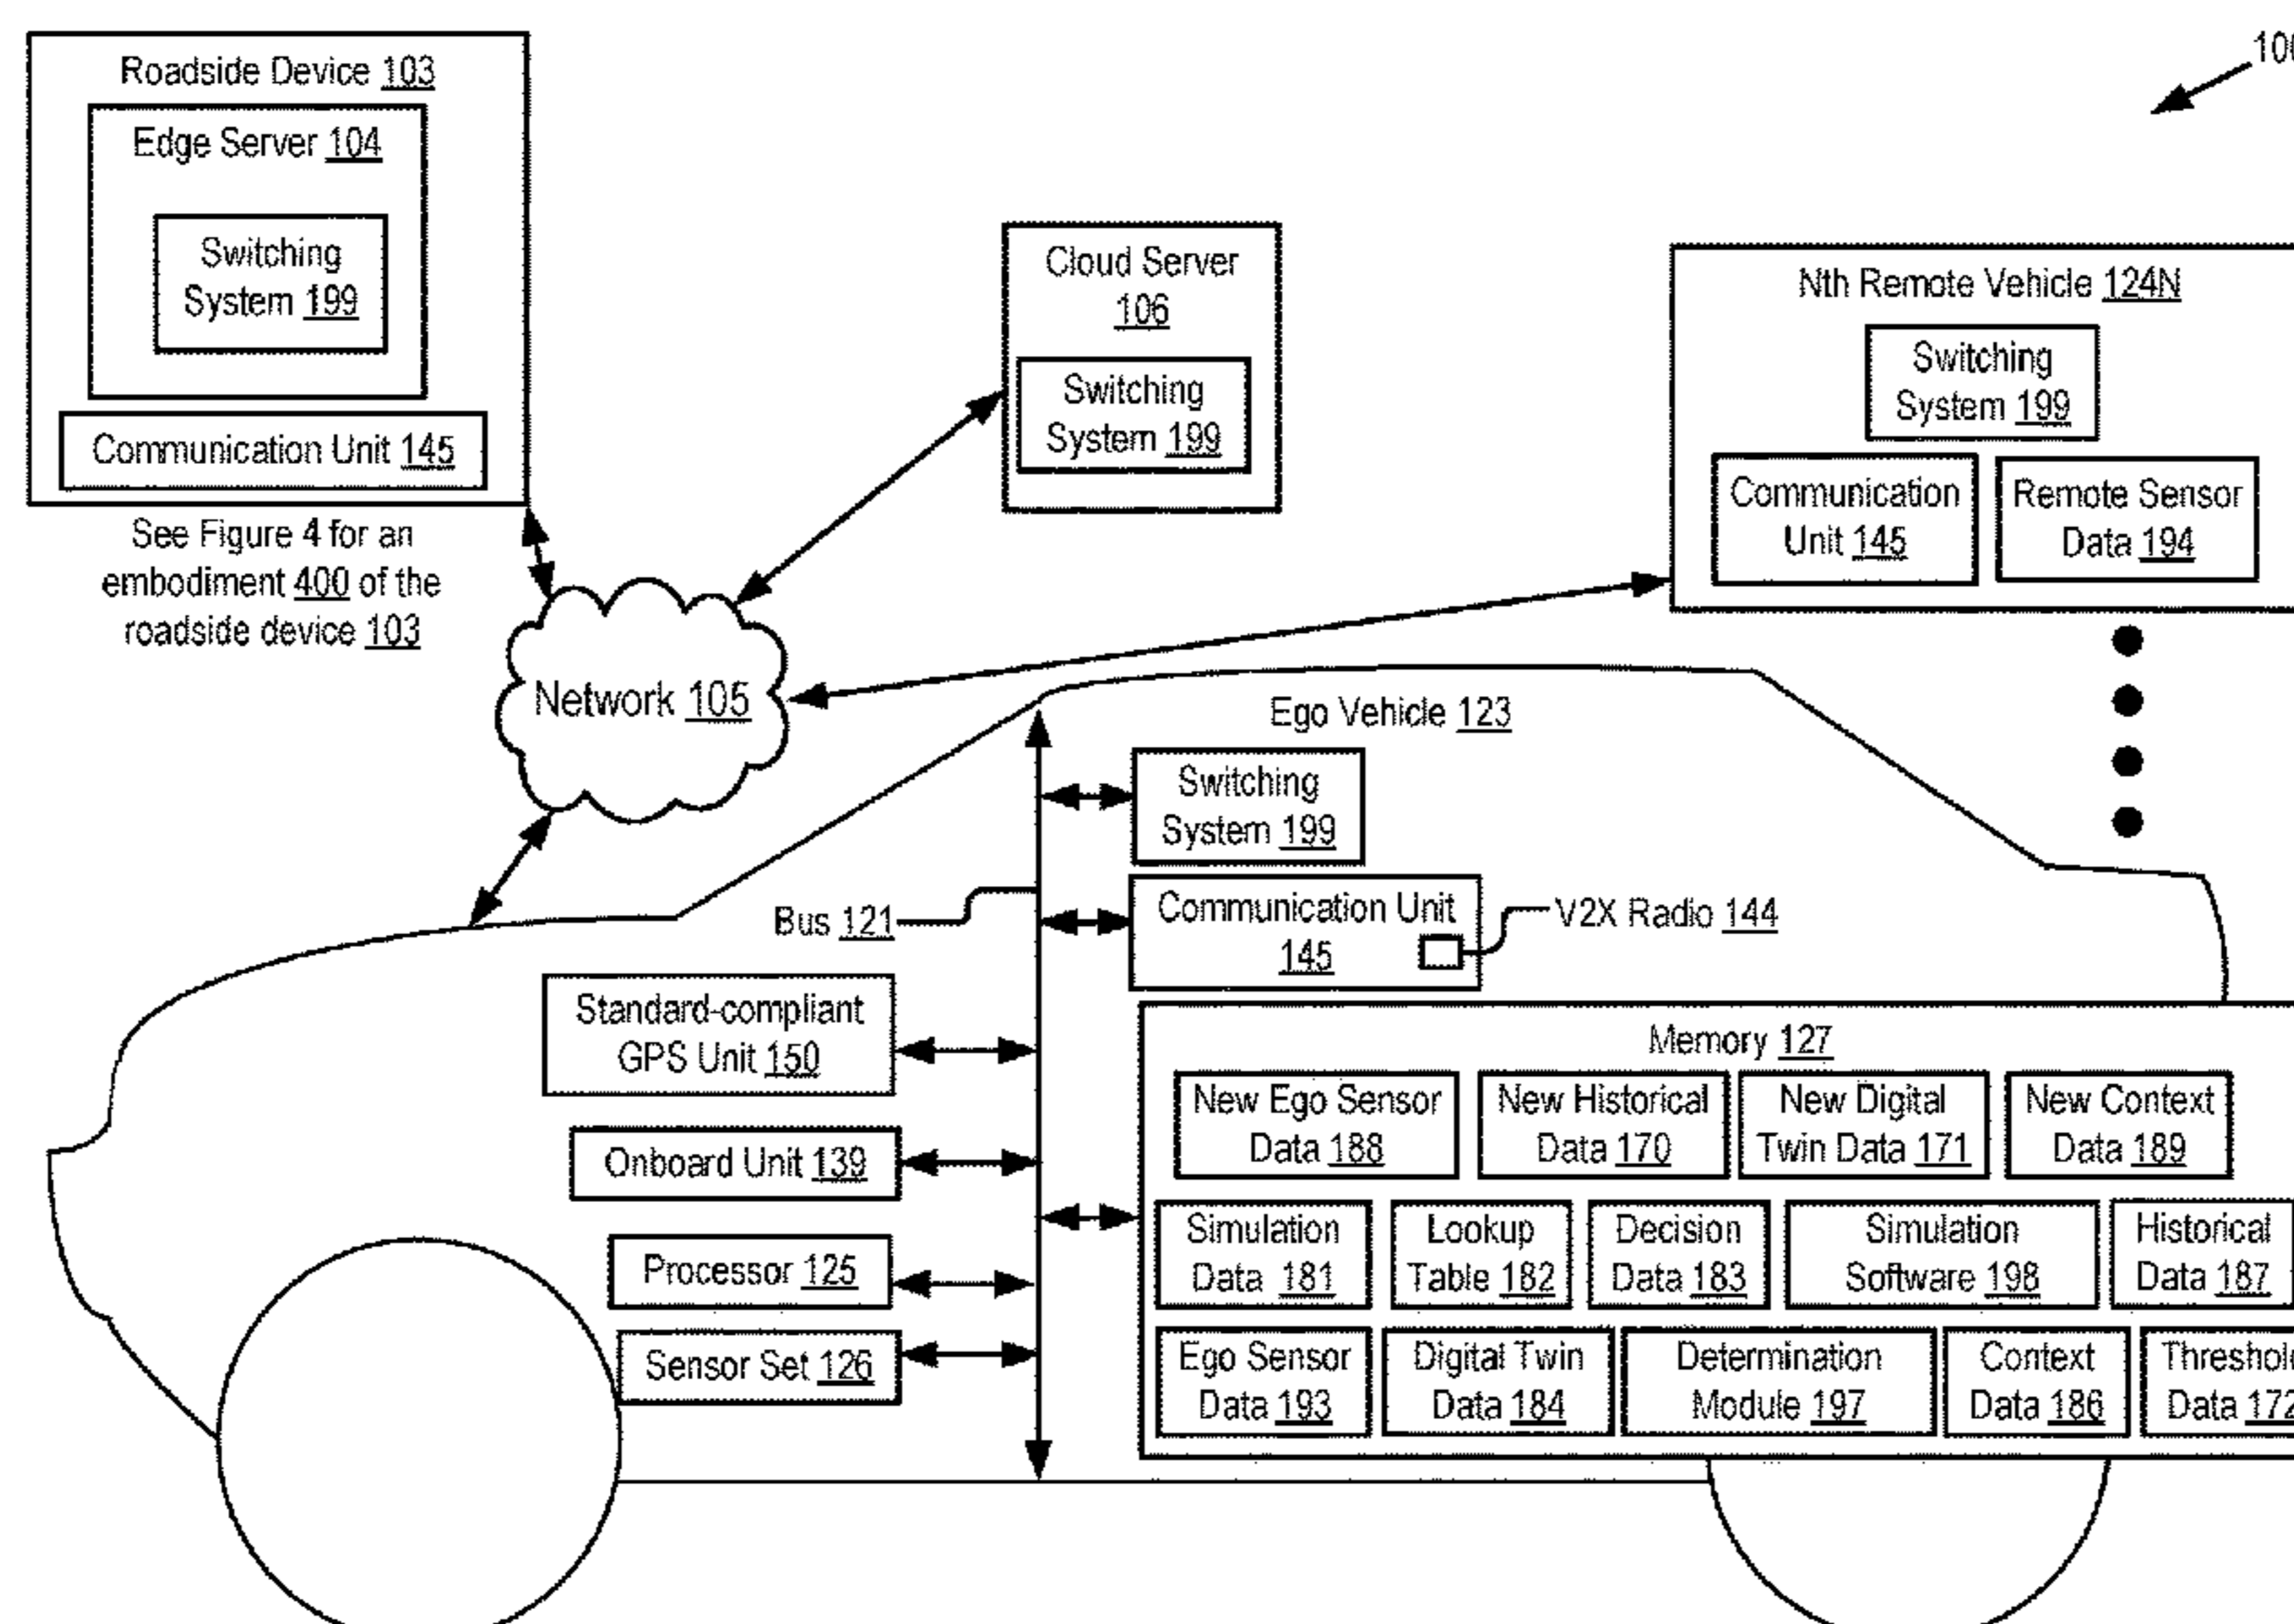 100
Roadside Device 103
Edge Server 104
Switching
System 199
Communication Unit 145
See Figure 4 for an
embodiment 400 of the
roadside device 103
Cloud Server
106
Switching
System 199
Nth Remote Vehicle 124N
Switching
System 199
Communication
Unit 145
Remote Sensor
Data 194
Network 105
Ego Vehicle 123
Switching
System 199
Bus 121
Communication Unit
145
V2X Radio 144
Standard-compliant
GPS Unit 150
Onboard Unit 139
Processor 125
Sensor Set 126
Memory 127
New Ego Sensor
Data 188
New Historical
Data 170
New Digital
Twin Data 171
New Context
Data 189
Simulation
Data 181
Lookup
Table 182
Decision
Data 183
Simulation
Software 198
Historical
Data 187
Ego Sensor
Data 193
Digital Twin
Data 184
Determination
Module 197
Context
Data 186
Threshold
Data 172